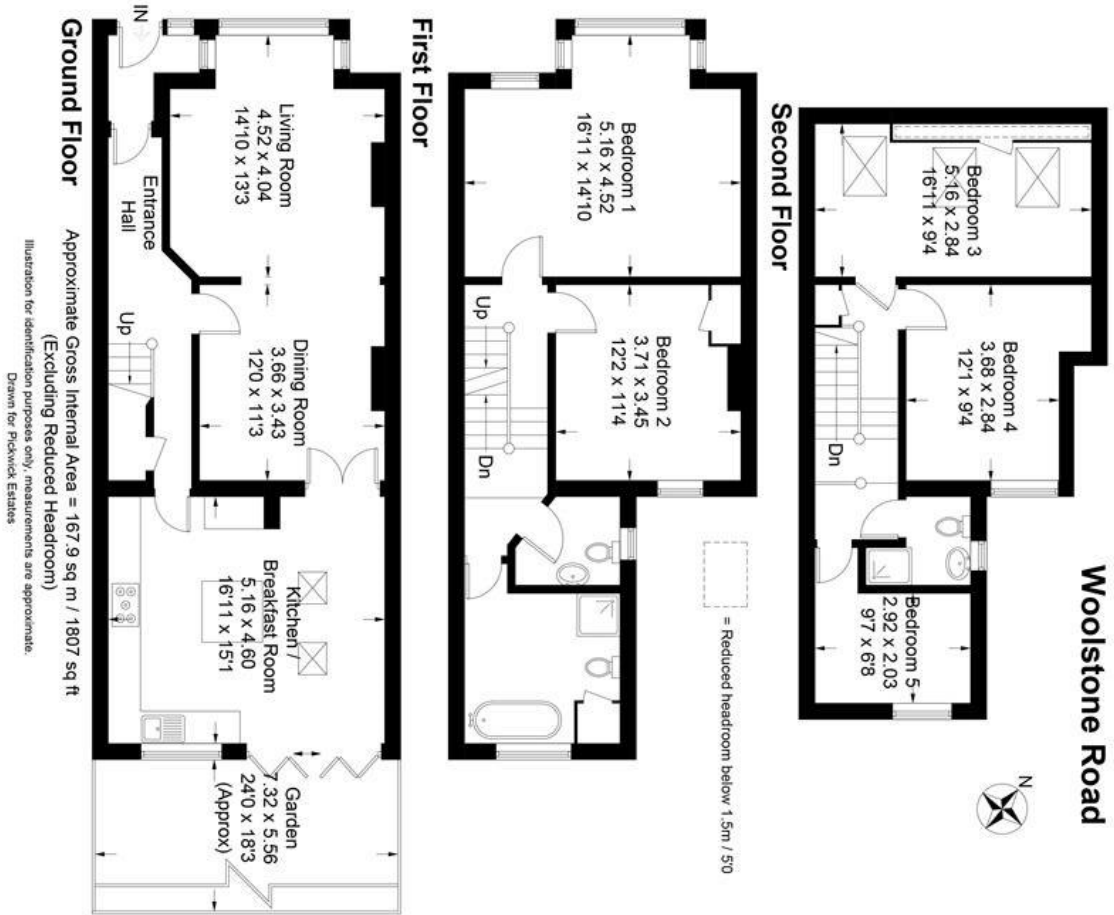 Woolstone Road
N
Second Floor
Bedroom 3
5.16 x 2.84
16'11 x 9'4
Bedroom 4
3.68 x 2.84
12'1 x 9'4
Dn
Bedroom 5
2.92 x 2.03
9'7 x 6'8
= Reduced headroom below 1.5m / 5'0
First Floor
Bedroom 1
5.16 x 4.52
16'11 x 14'10
Bedroom 2
3.71 x 3.45
12'2 x 11'4
Up
Dn
Ground Floor
IN
Living Room
4.52 x 4.04
14'10 x 13'3
Entrance
Hall
Up
Dining Room
3.66 x 3.43
12'0 x 11'3
Kitchen /
Breakfast Room
5.16 x 4.60
16'11 x 15'1
Garden
7.32 x 5.56
24'0 x 18'3
(Approx)
Approximate Gross Internal Area = 167.9 sq m / 1807 sq ft
(Excluding Reduced Headroom)
Illustration for identification purposes only, measurements are approximate.
Drawn for Pickwick Estates